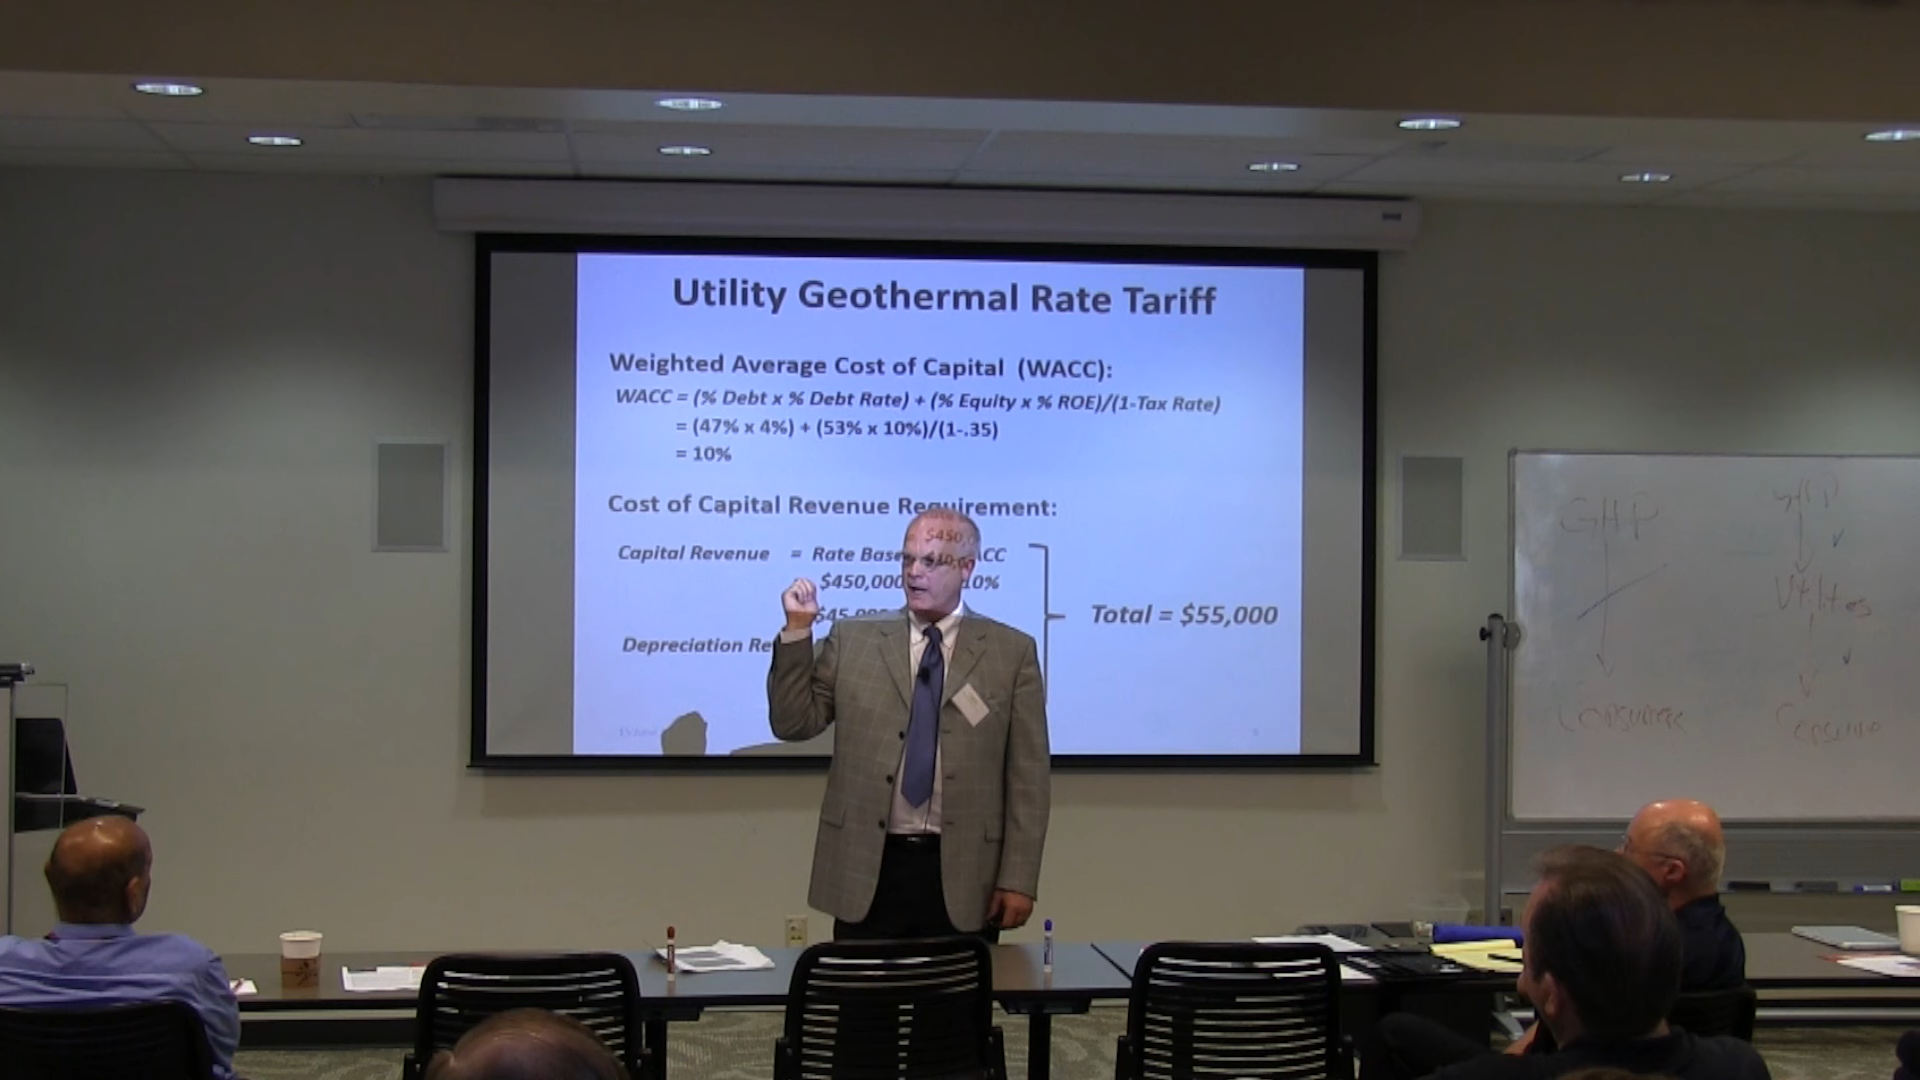 Utility Geothermal Rate Tariff
Weighted Average Cost of Capital (WACC):
WACC = (% Debt x % Debt Rate) + (% Equity x % ROE)/(1-Tax Rate)
= (47% x 4%) + (53% x 10%)/(1-.35)
= 10%
Cost of Capital Revenue Requirement:
Capital Revenue = Rate Base
$450,000 10%
Depreciation
Total = $55,000
GHP
Consumer
GHP
Utilities